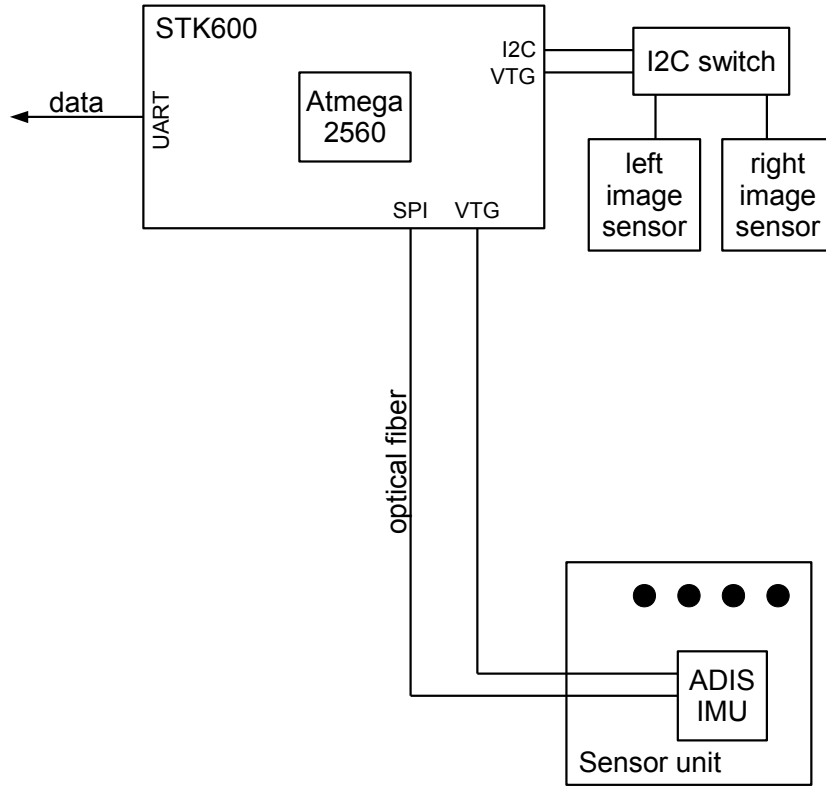 STK600
I2C
VTG
I2C switch
Atmega
2560
data
UART
left
image
sensor
right
image
sensor
SPI
VTG
optical fiber
ADIS
IMU
Sensor unit